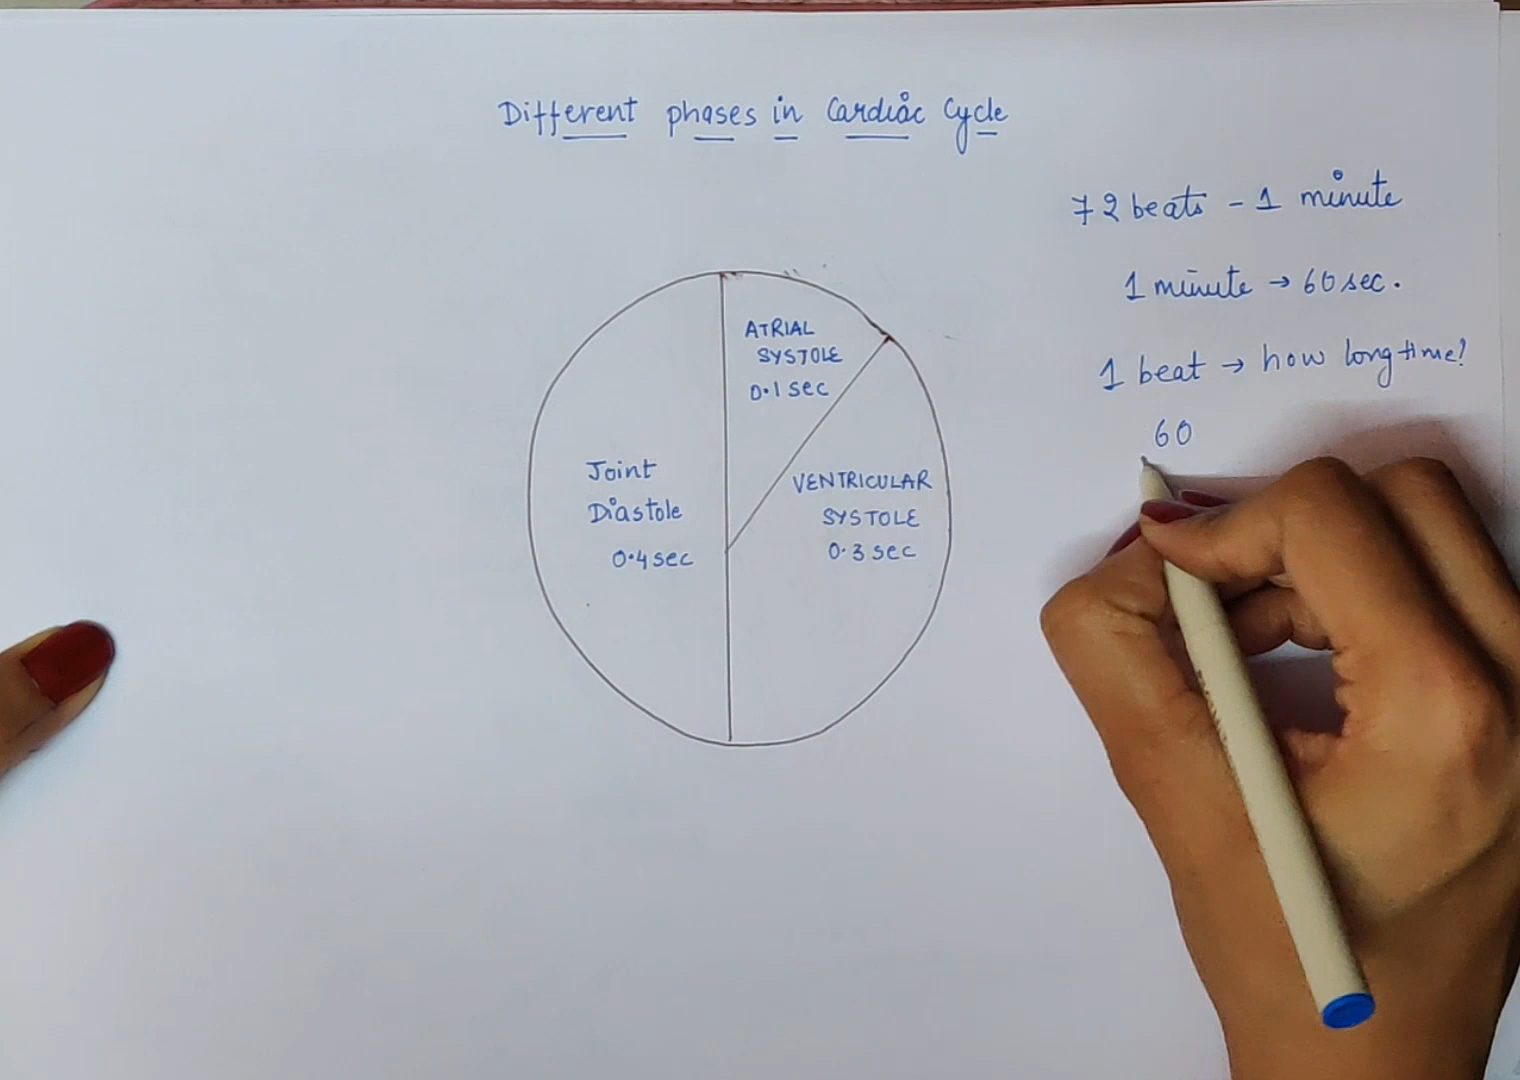 Different phases in Cardiac Cycle
72 beats - 1 minute
1 minute → 60 sec.
1 beat → how long time?
60
ATRIAL
SYSTOLE
0.1 sec
Joint
Diastole
0.4 sec
VENTRICULAR
SYSTOLE
0.3 sec